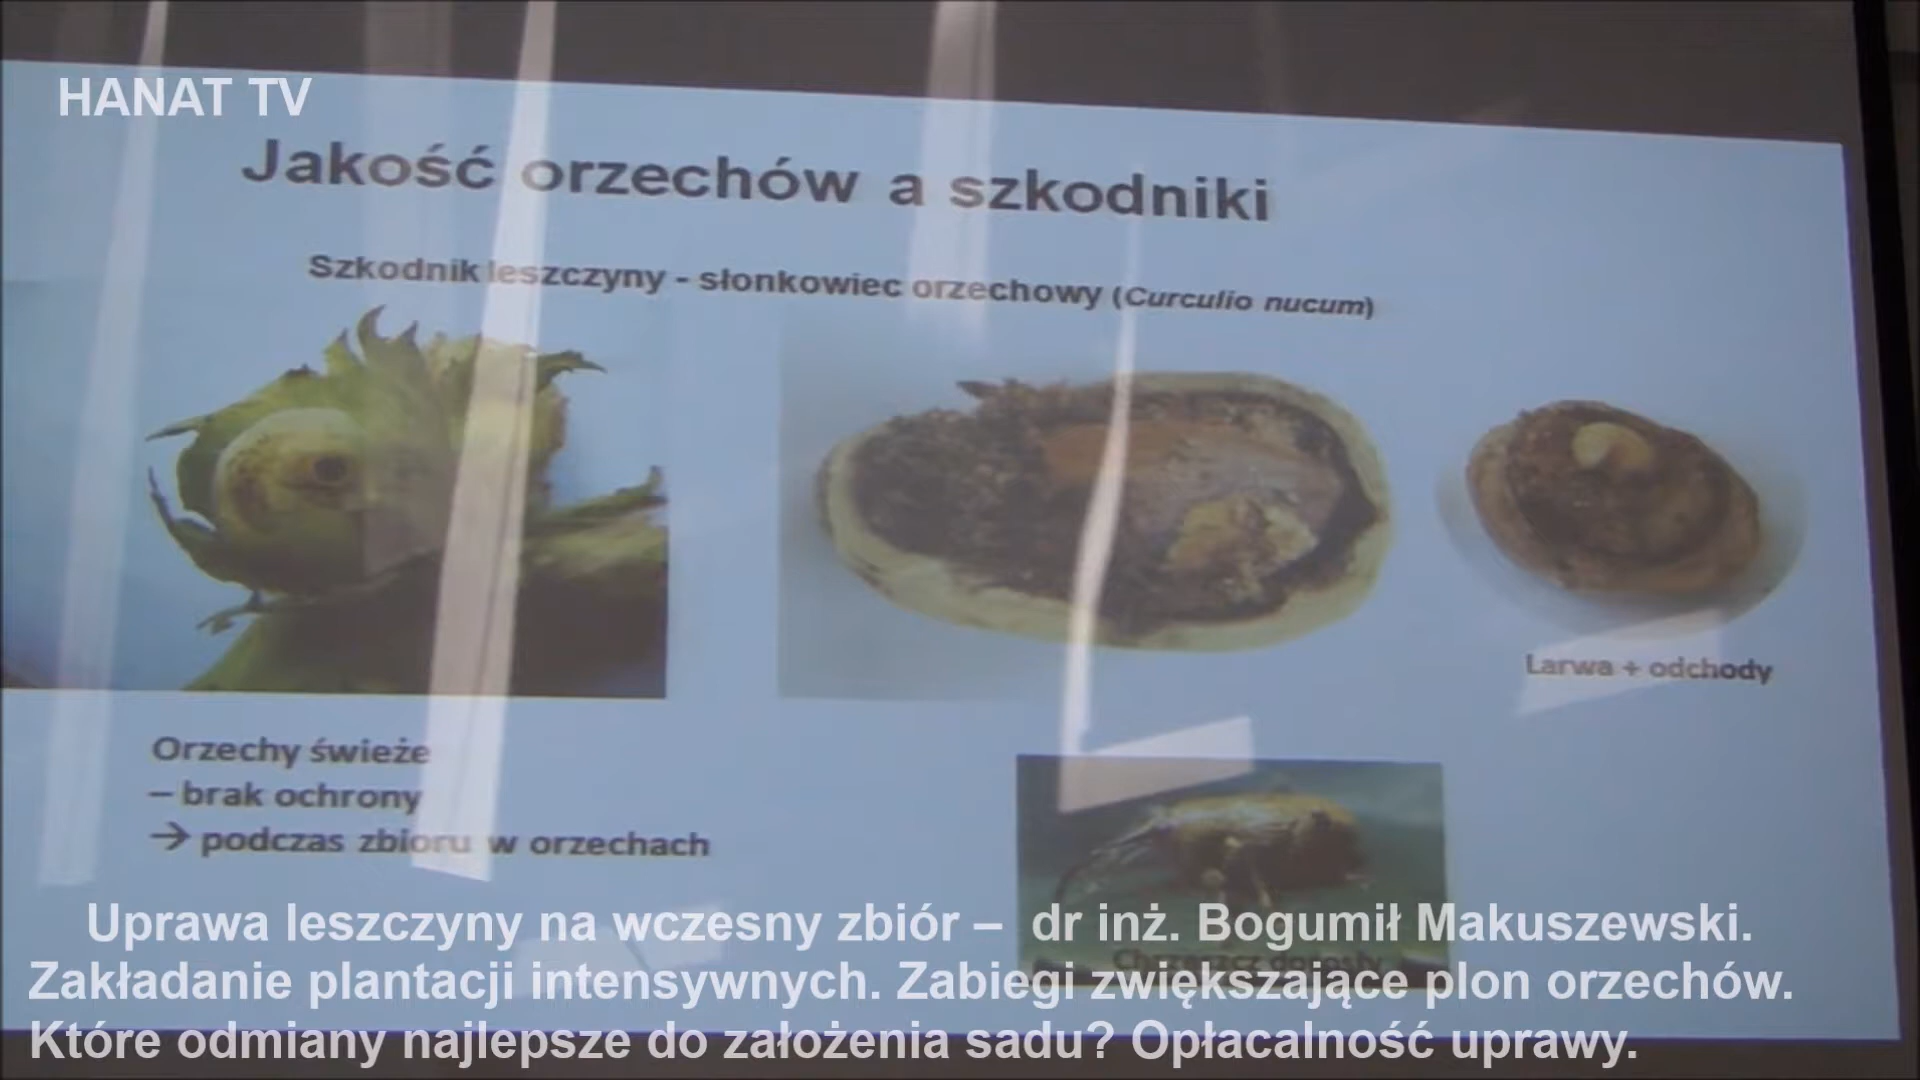 HANAT TV
Jakość orzechów a szkodniki
Szkodnik leszczyny - słonkowiec orzechowy (Curculio nucum)
Larwa + odchody
Orzechy świeże
– brak ochrony
→ podczas zbioru w orzechach
Chrząszcz dorosły
Uprawa leszczyny na wczesny zbiór – dr inż. Bogumił Makuszewski.
Zakładanie plantacji intensywnych. Zabiegi zwiększające plon orzechów.
Które odmiany najlepsze do założenia sadu? Opłacalność uprawy.